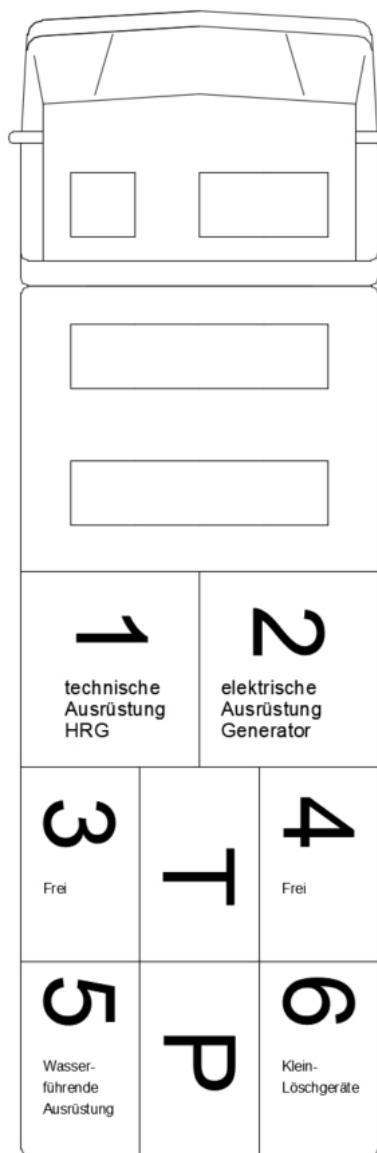 1
technische
Ausrüstung
HRG
2
elektrische
Ausrüstung
Generator
3
Frei
T
4
Frei
5
Wasser-
führende
Ausrüstung
P
6
Klein-
Löschgeräte